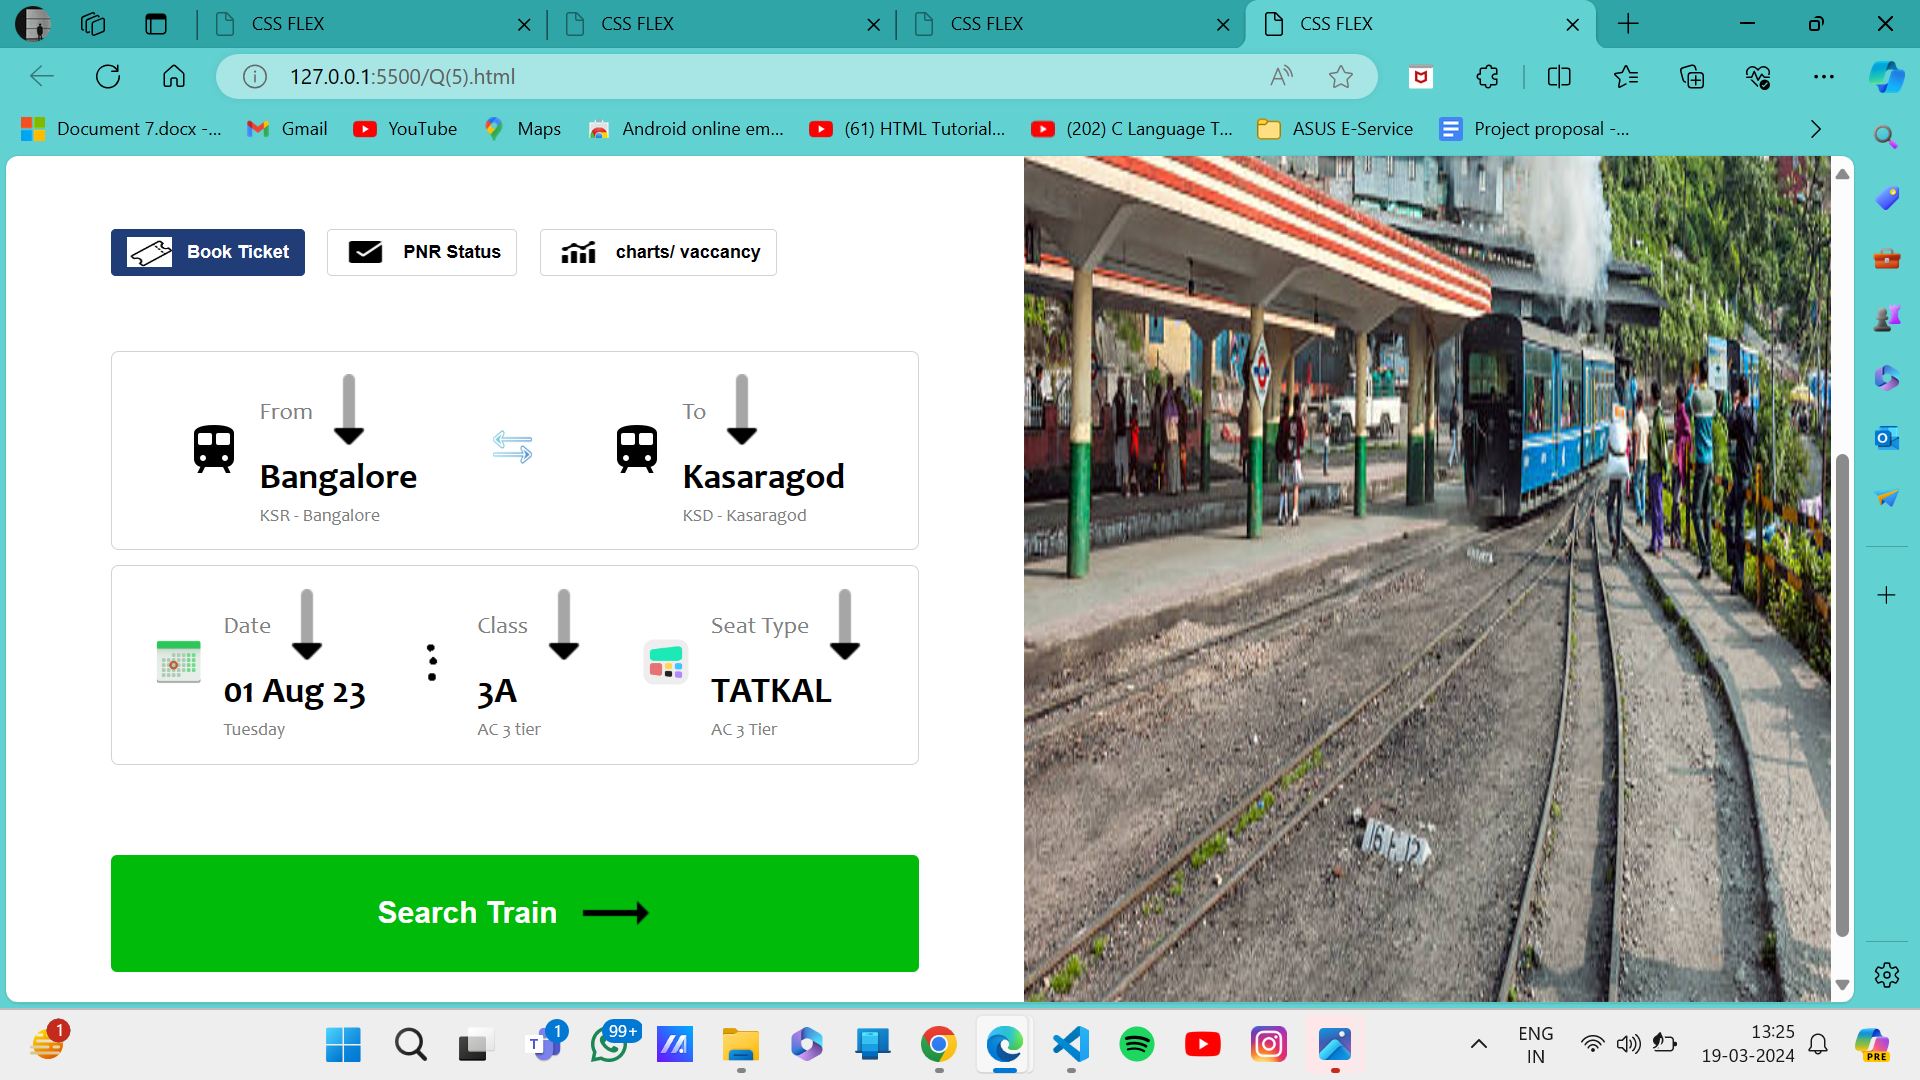 CSS FLEX
CSS FLEX
CSS FLEX
CSS FLEX
127.0.0.1:5500/Q(5).html
Document 7.docx -...
Gmail
YouTube
Maps
Android online em...
(61) HTML Tutorial...
(202) C Language T...
ASUS E-Service
Project proposal -...
Book Ticket
PNR Status
charts/ vaccancy
From
To
Bangalore
Kasaragod
KSR - Bangalore
KSD - Kasaragod
Date
Class
Seat Type
01 Aug 23
3A
TATKAL
Tuesday
AC 3 tier
AC 3 Tier
Search Train
1
1
99+
ENG
IN
13:25
19-03-2024
PRE